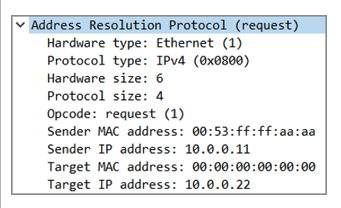 Address Resolution Protocol (request)
Hardware type: Ethernet (1)
Protocol type: IPv4 (0x0800)
Hardware size: 6
Protocol size: 4
Opcode: request (1)
Sender MAC address: 00:53:ff:ff:aa:aa
Sender IP address: 10.0.0.11
Target MAC address: 00:00:00:00:00:00
Target IP address: 10.0.0.22